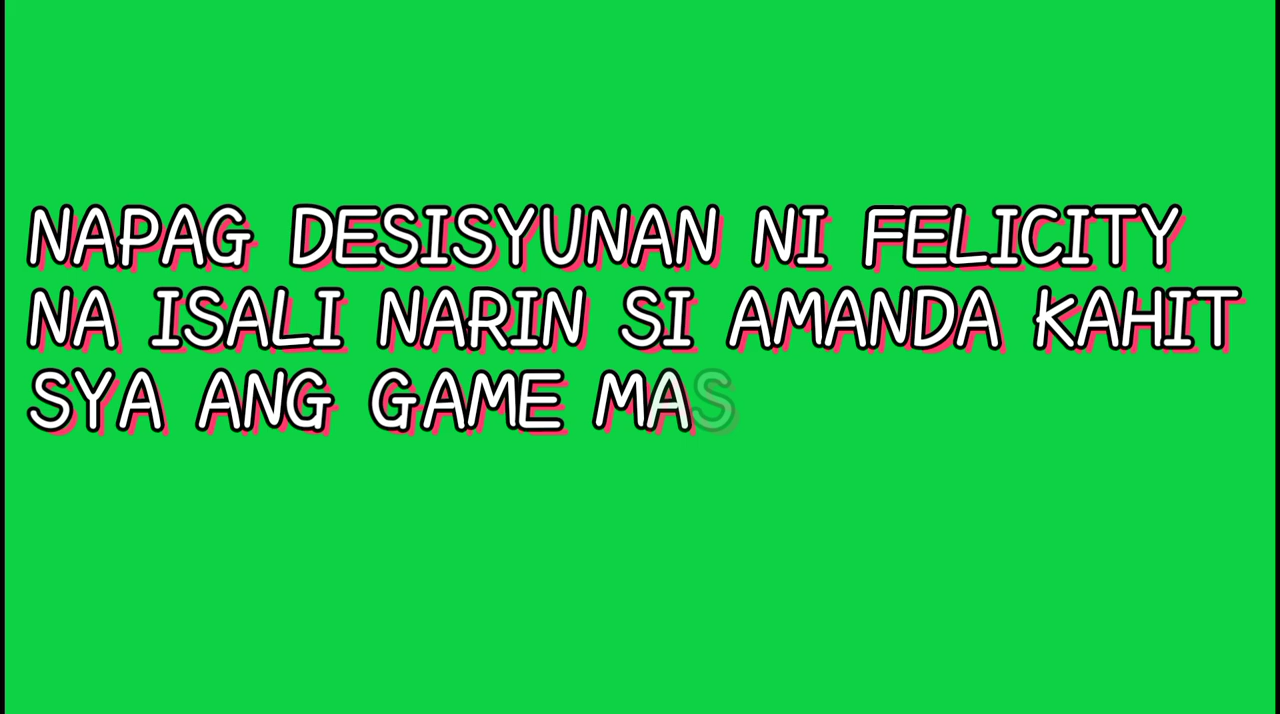 NAPAG DESISYUNAN NI FELICITY
NA ISALI NARIN SI AMANDA KAHIT
SYA ANG GAME MAS